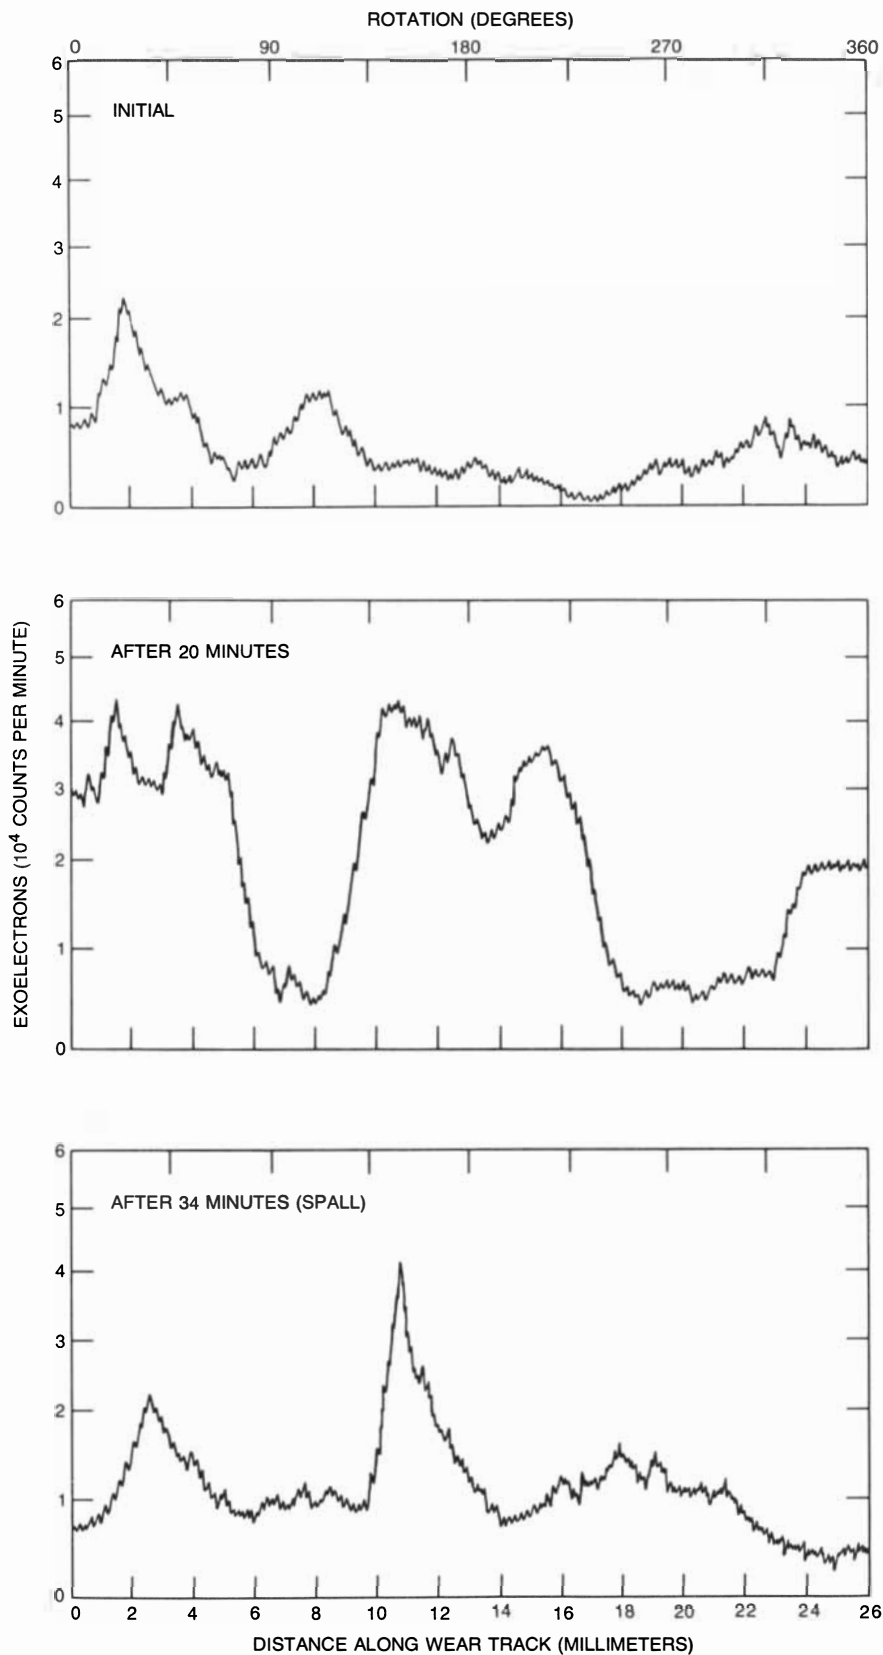 ROTATION (DEGREES)
0 90 180 270 360
6
INITIAL
5
4
3
2
1
0
EXOELECTRONS (10⁴ COUNTS PER MINUTE)
6
AFTER 20 MINUTES
5
4
3
2
1
0
6
AFTER 34 MINUTES (SPALL)
5
4
3
2
1
0
0 2 4 6 8 10 12 14 16 18 20 22 24 26
DISTANCE ALONG WEAR TRACK (MILLIMETERS)